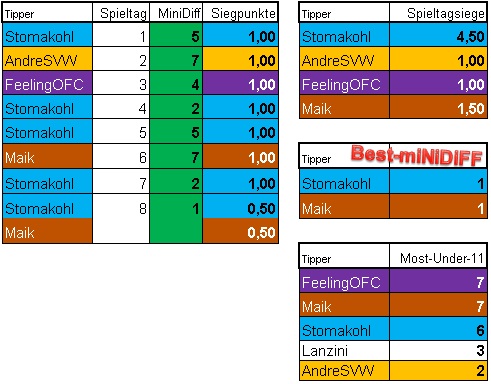 Tipper Spieltag MiniDiff Siegpunkte
Stomakohl 1 5 1,00
AndreSVW 2 7 1,00
FeelingOFC 3 4 1,00
Stomakohl 4 2 1,00
Stomakohl 5 5 1,00
Maik 6 7 1,00
Stomakohl 7 2 1,00
Stomakohl 8 1 0,50
Maik 0,50
Tipper Spieltagsiege
Stomakohl 4,50
AndreSVW 1,00
FeelingOFC 1,00
Maik 1,50
Tipper Best-mINIDIFF
Stomakohl 1
Maik 1
Tipper Most-Under-11
FeelingOFC 7
Maik 7
Stomakohl 6
Lanzini 3
AndreSVW 2